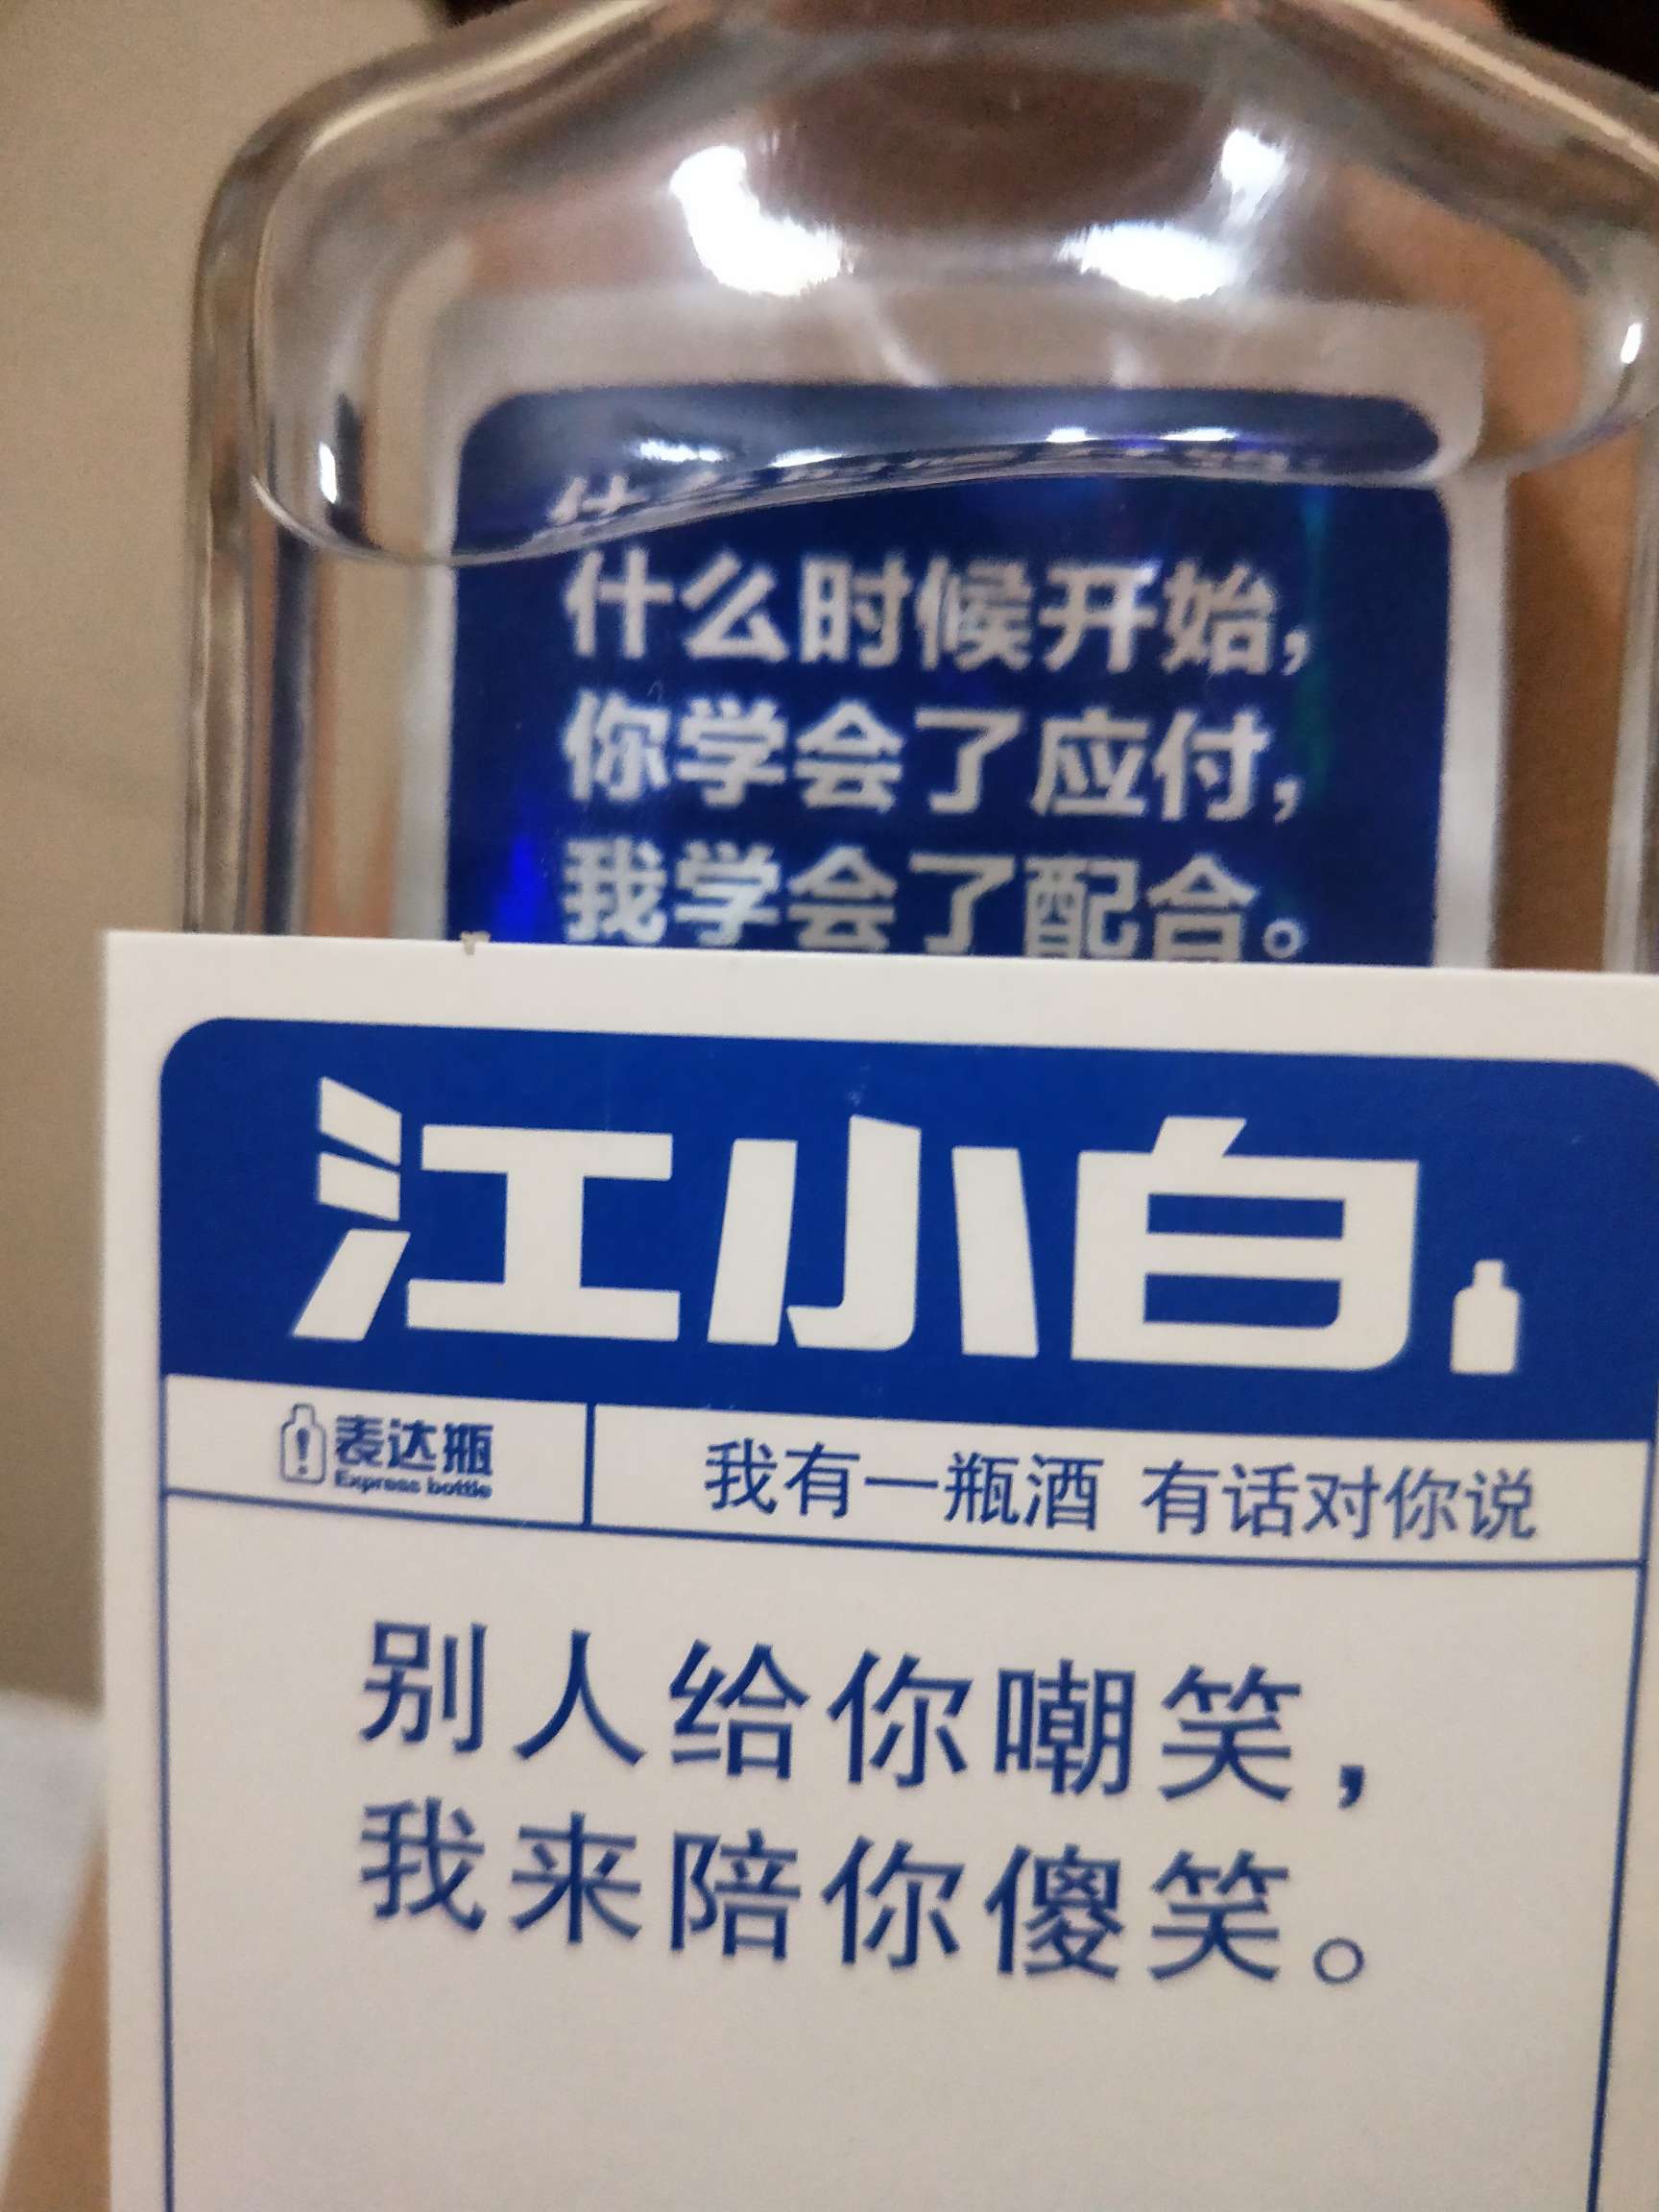 什么时候开始，
你学会了应付，
我学会了配合。
江小白
表达瓶
Express bottle
我有一瓶酒 有话对你说
别人给你嘲笑，
我来陪你傻笑。